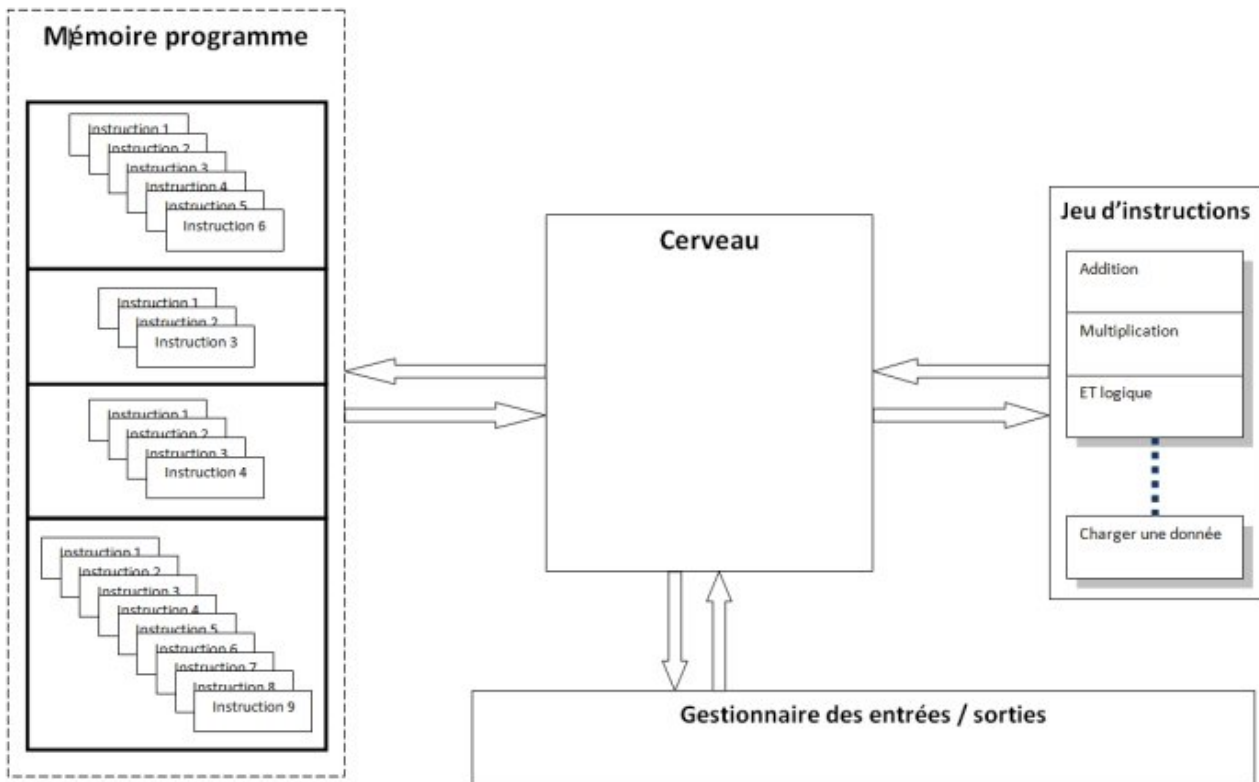 Mémoire programme
Instruction 1
Instruction 2
Instruction 3
Instruction 4
Instruction 5
Instruction 6
Instruction 1
Instruction 2
Instruction 3
Instruction 1
Instruction 2
Instruction 3
Instruction 4
Instruction 1
Instruction 2
Instruction 3
Instruction 4
Instruction 5
Instruction 6
Instruction 7
Instruction 8
Instruction 9
Cerveau
Jeu d’instructions
Addition
Multiplication
ET logique
Charger une donnée
Gestionnaire des entrées / sorties